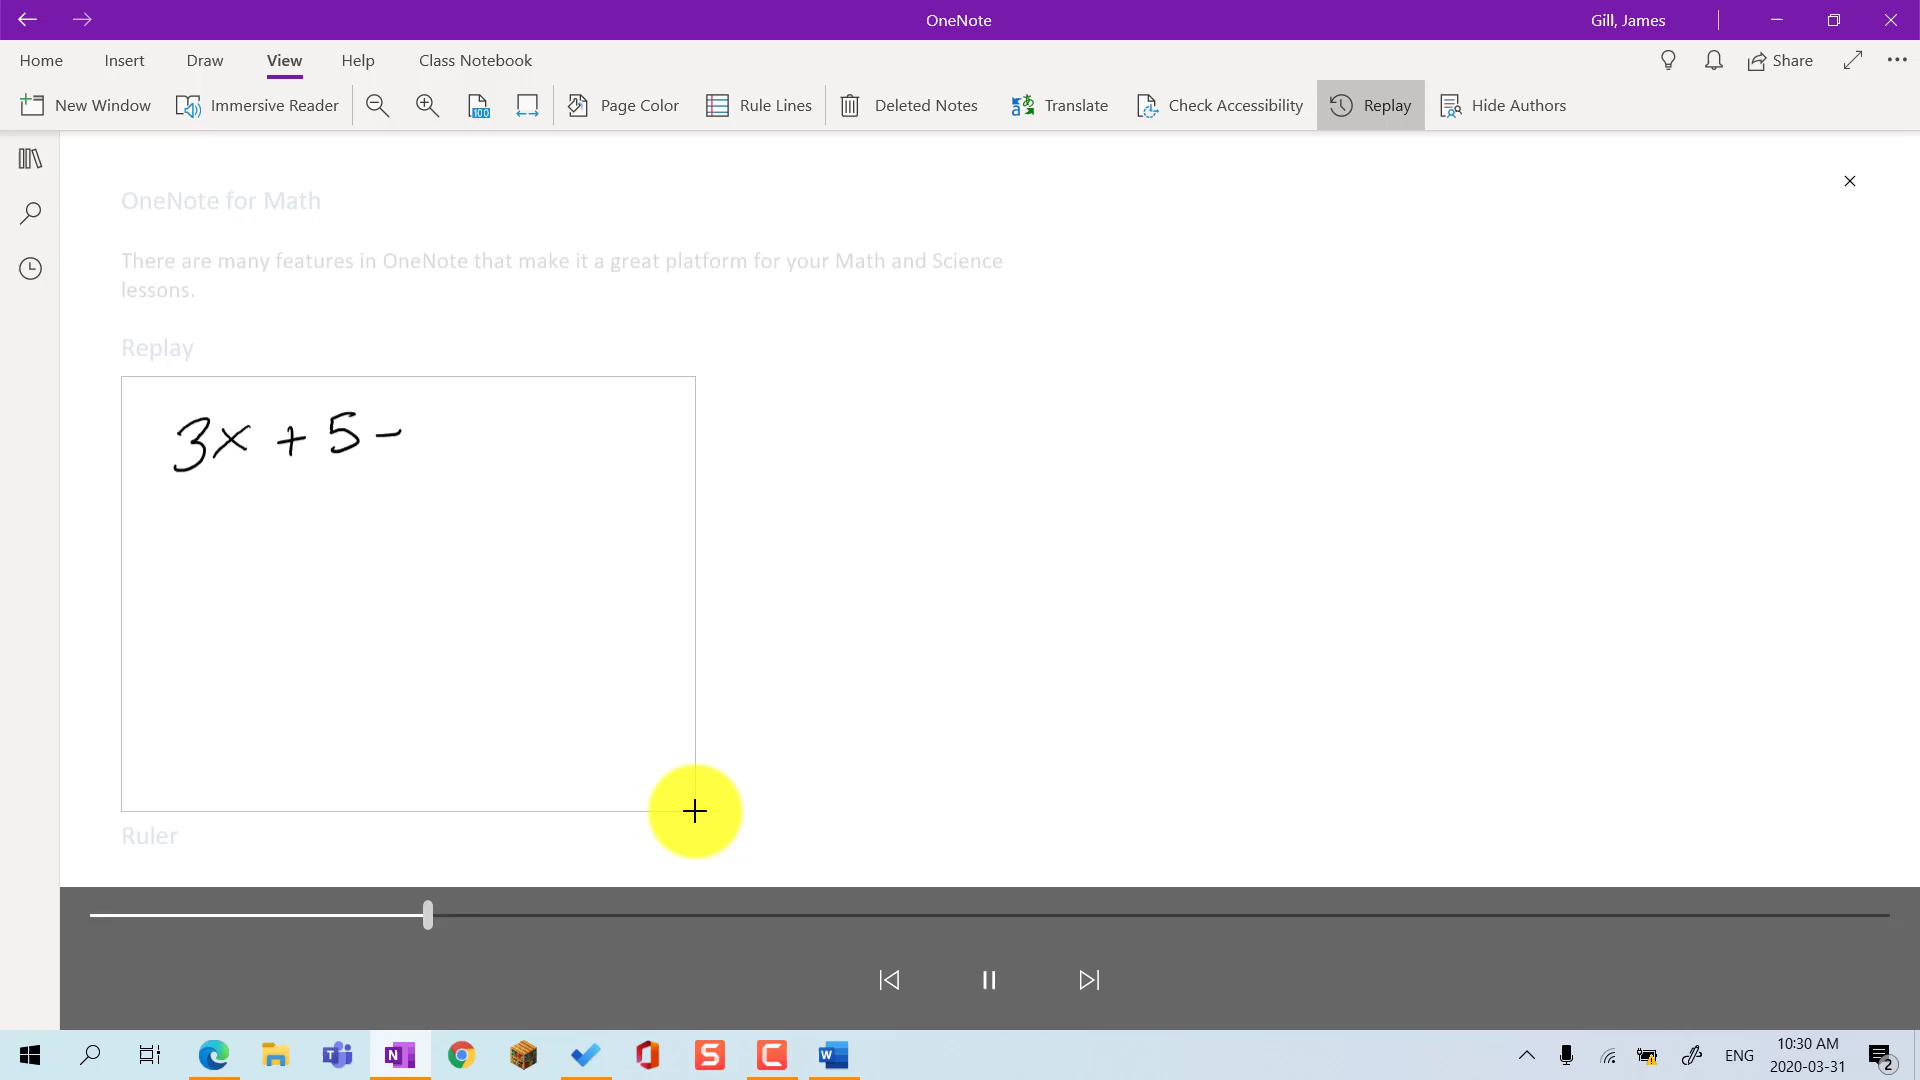 OneNote
Gill, James
Home Insert Draw View Help Class Notebook
Share
New Window Immersive Reader 100 Page Color Rule Lines Deleted Notes Translate Check Accessibility Replay Hide Authors
OneNote for Math
There are many features in OneNote that make it a great platform for your Math and Science
lessons.
Replay
3x + 5 -
Ruler
ENG
10:30 AM
2020-03-31
2